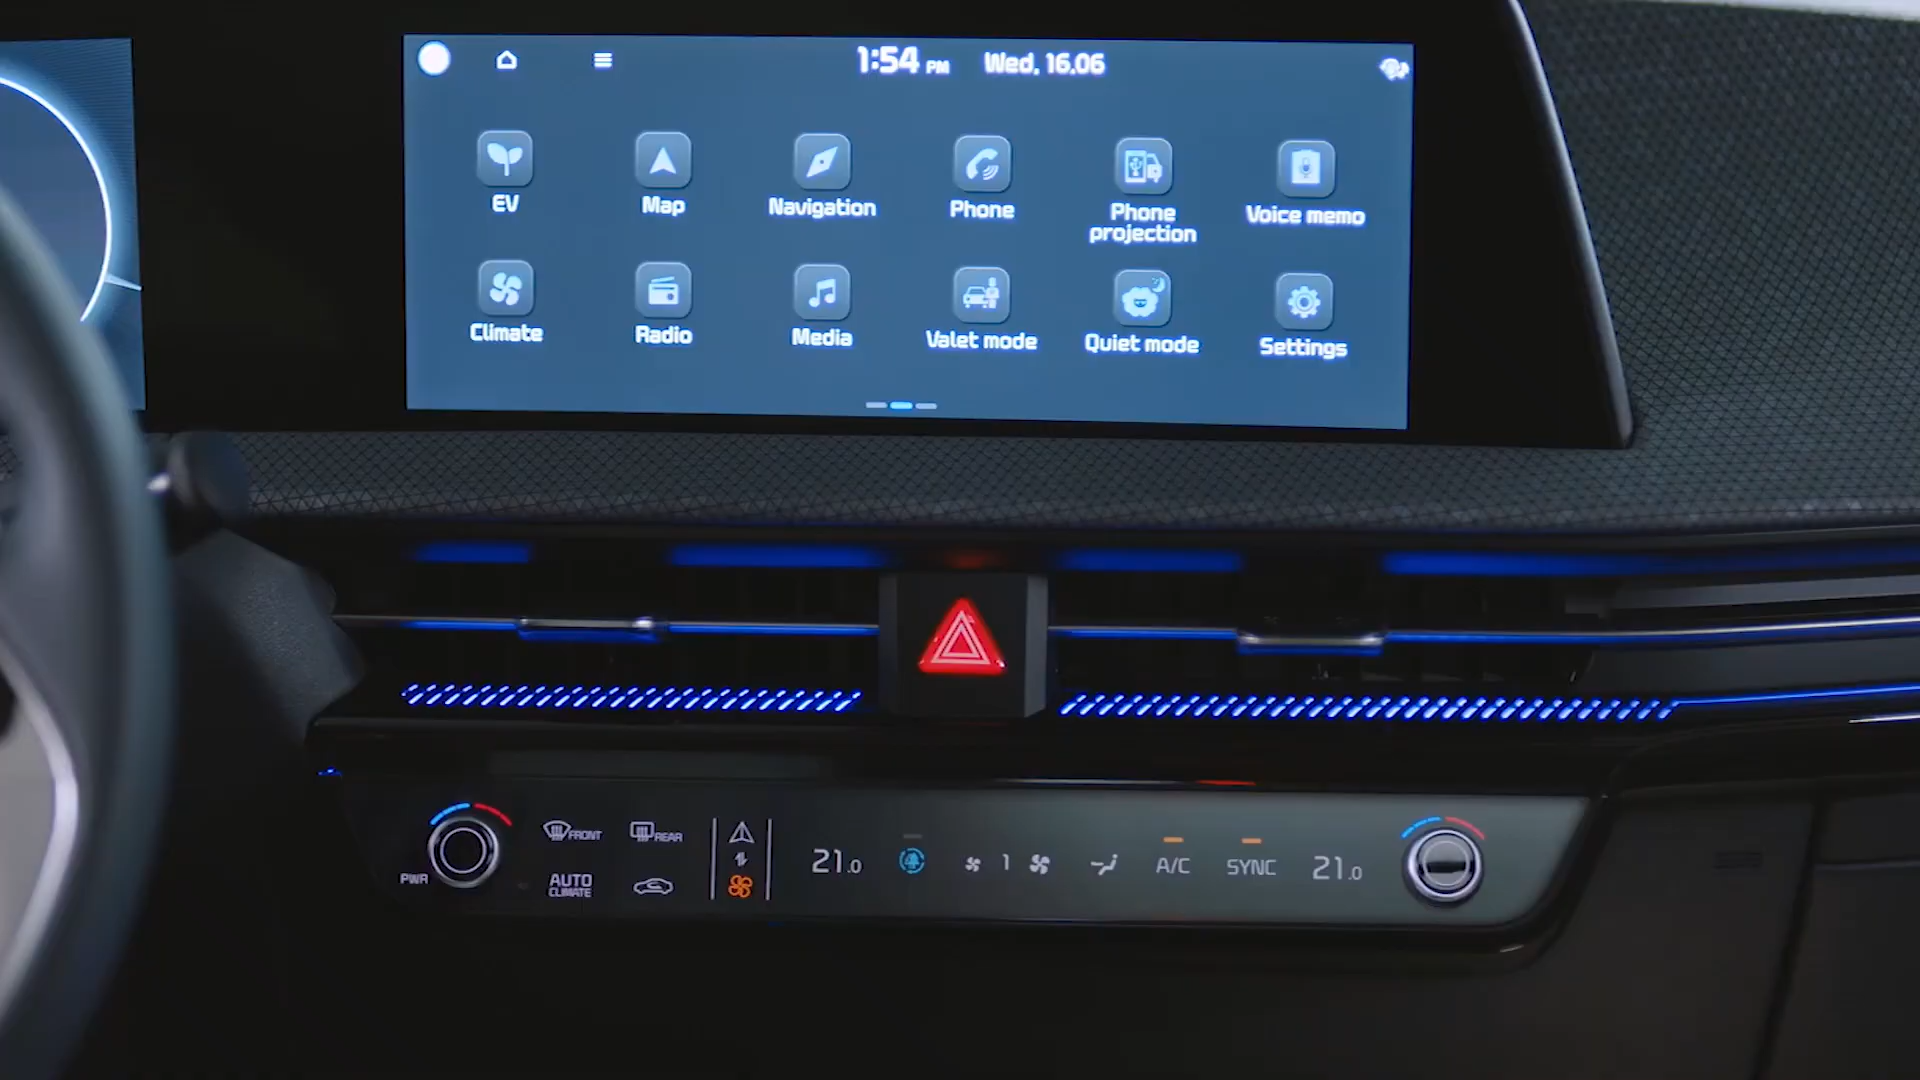 1:54 PM Wed. 16.06
EV Map Navigation Phone Phone projection Voice memo
Climate Radio Media Valet mode Quiet mode Settings
FRONT REAR
PWR AUTO CLIMATE 21.0 1 A/C SYNC 21.0